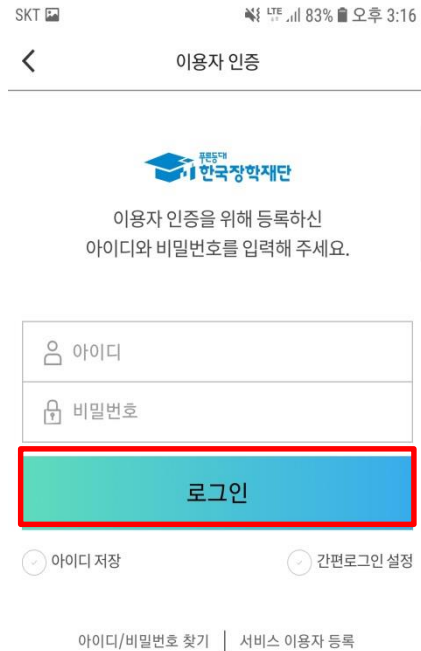 SKT LTE 83% 오후 3:16
이용자 인증
푸른등대
한국장학재단
이용자 인증을 위해 등록하신
아이디와 비밀번호를 입력해 주세요.
아이디
비밀번호
로그인
아이디 저장 간편로그인 설정
아이디/비밀번호 찾기 | 서비스 이용자 등록